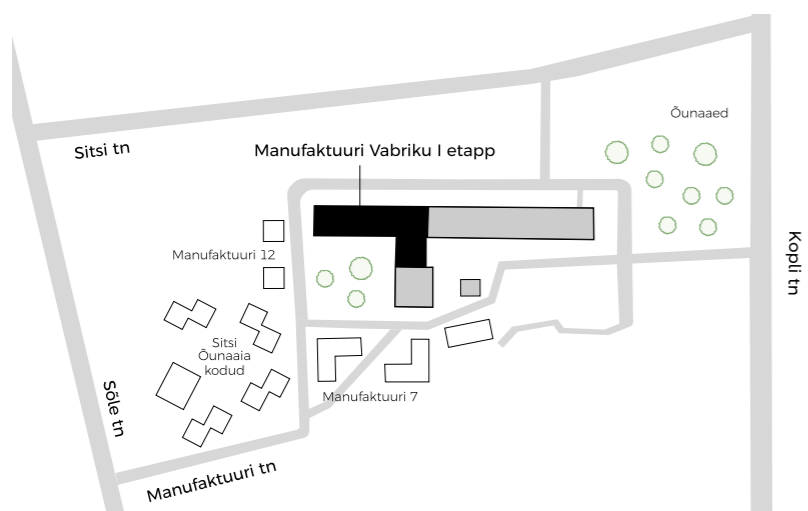 Õunaaed
Sitsi tn
Manufaktuuri Vabriku I etapp
Manufaktuuri 12
Kopli tn
Sitsi
Õunaaia
kodud
Manufaktuuri 7
Sõle tn
Manufaktuuri tn